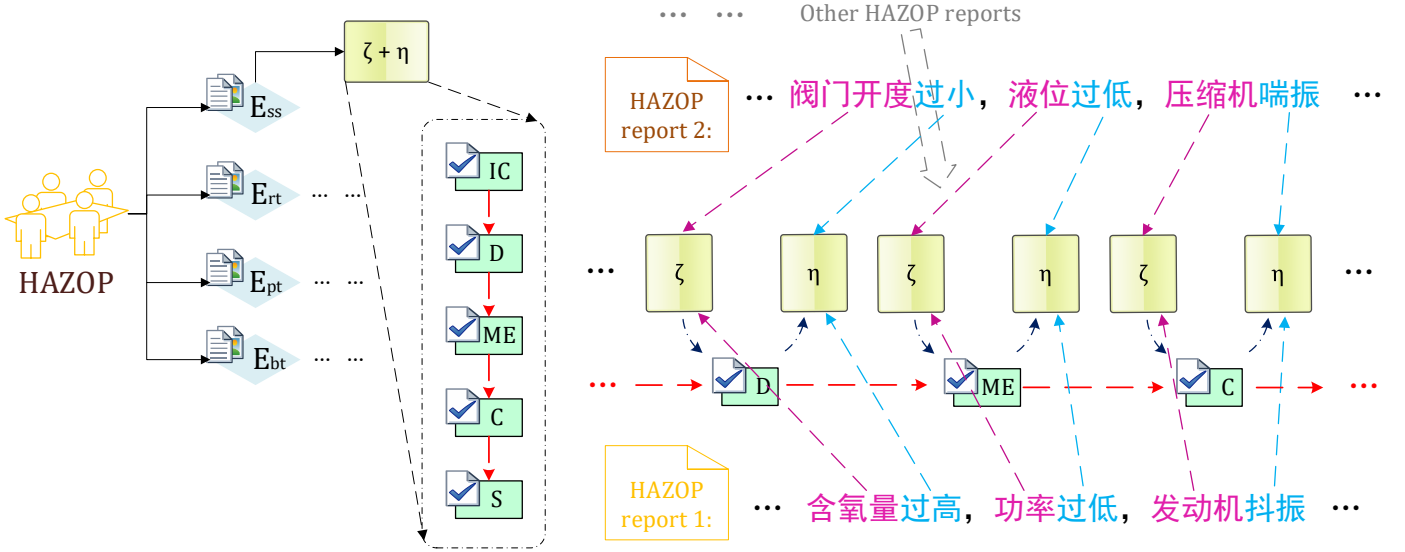 ... ... Other HAZOP reports
ζ + η
Ess
Ert ... ...
Ept ... ...
Ebt ... ...
HAZOP
IC
D
ME
C
S
HAZOP
report 2:
... 阀门开度过小，液位过低，压缩机喘振 ...
... ζ η ζ η ζ η ...
... D ME C ...
HAZOP
report 1:
... 含氧量过高，功率过低，发动机抖振 ...